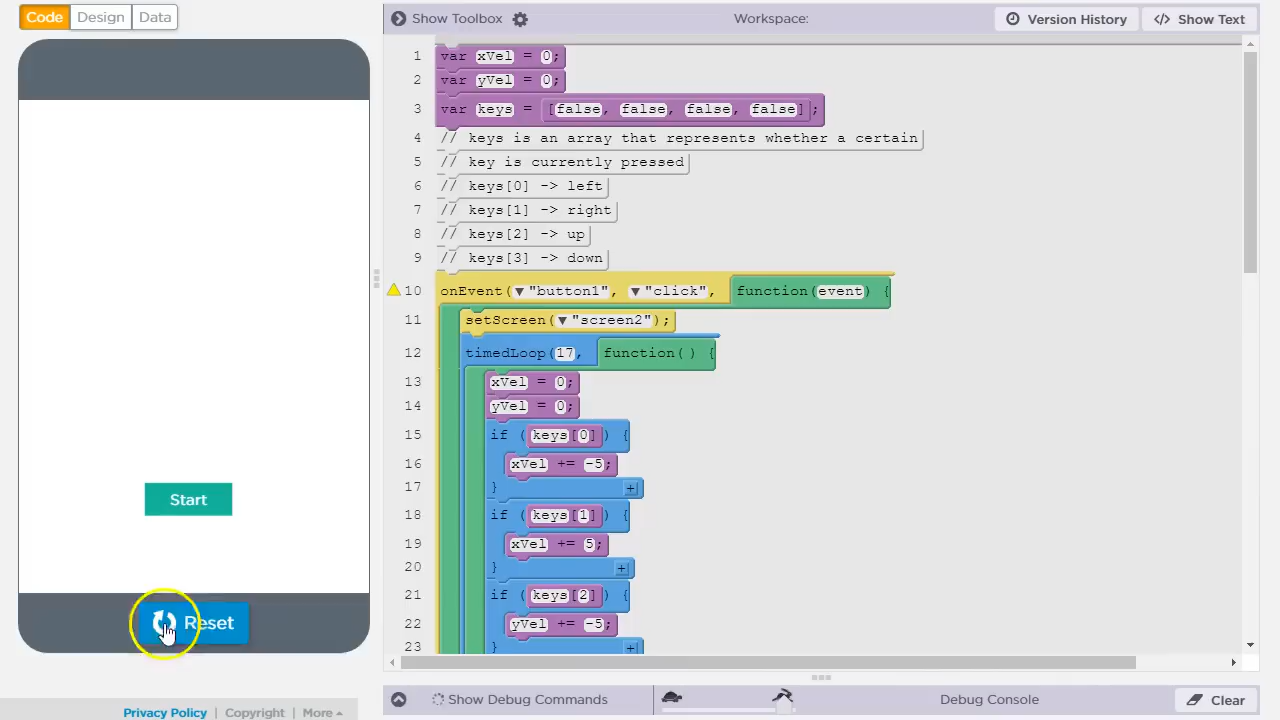 Code Design Data
Show Toolbox
Workspace:
Version History
</> Show Text
1 var xVel = 0;
2 var yVel = 0;
3 var keys = [false, false, false, false];
4 // keys is an array that represents whether a certain
5 // key is currently pressed
6 // keys[0] -> left
7 // keys[1] -> right
8 // keys[2] -> up
9 // keys[3] -> down
10 onEvent(▼"button1", ▼"click", function(event) {
11 setScreen(▼"screen2");
12 timedLoop(17, function() {
13 xVel = 0;
14 yVel = 0;
15 if (keys[0]) {
16 xVel += -5;
17 } +
18 if (keys[1]) {
19 xVel += 5;
20 } +
21 if (keys[2]) {
22 yVel += -5;
23 } +
Start
Reset
Show Debug Commands
Debug Console
Clear
Privacy Policy | Copyright | More